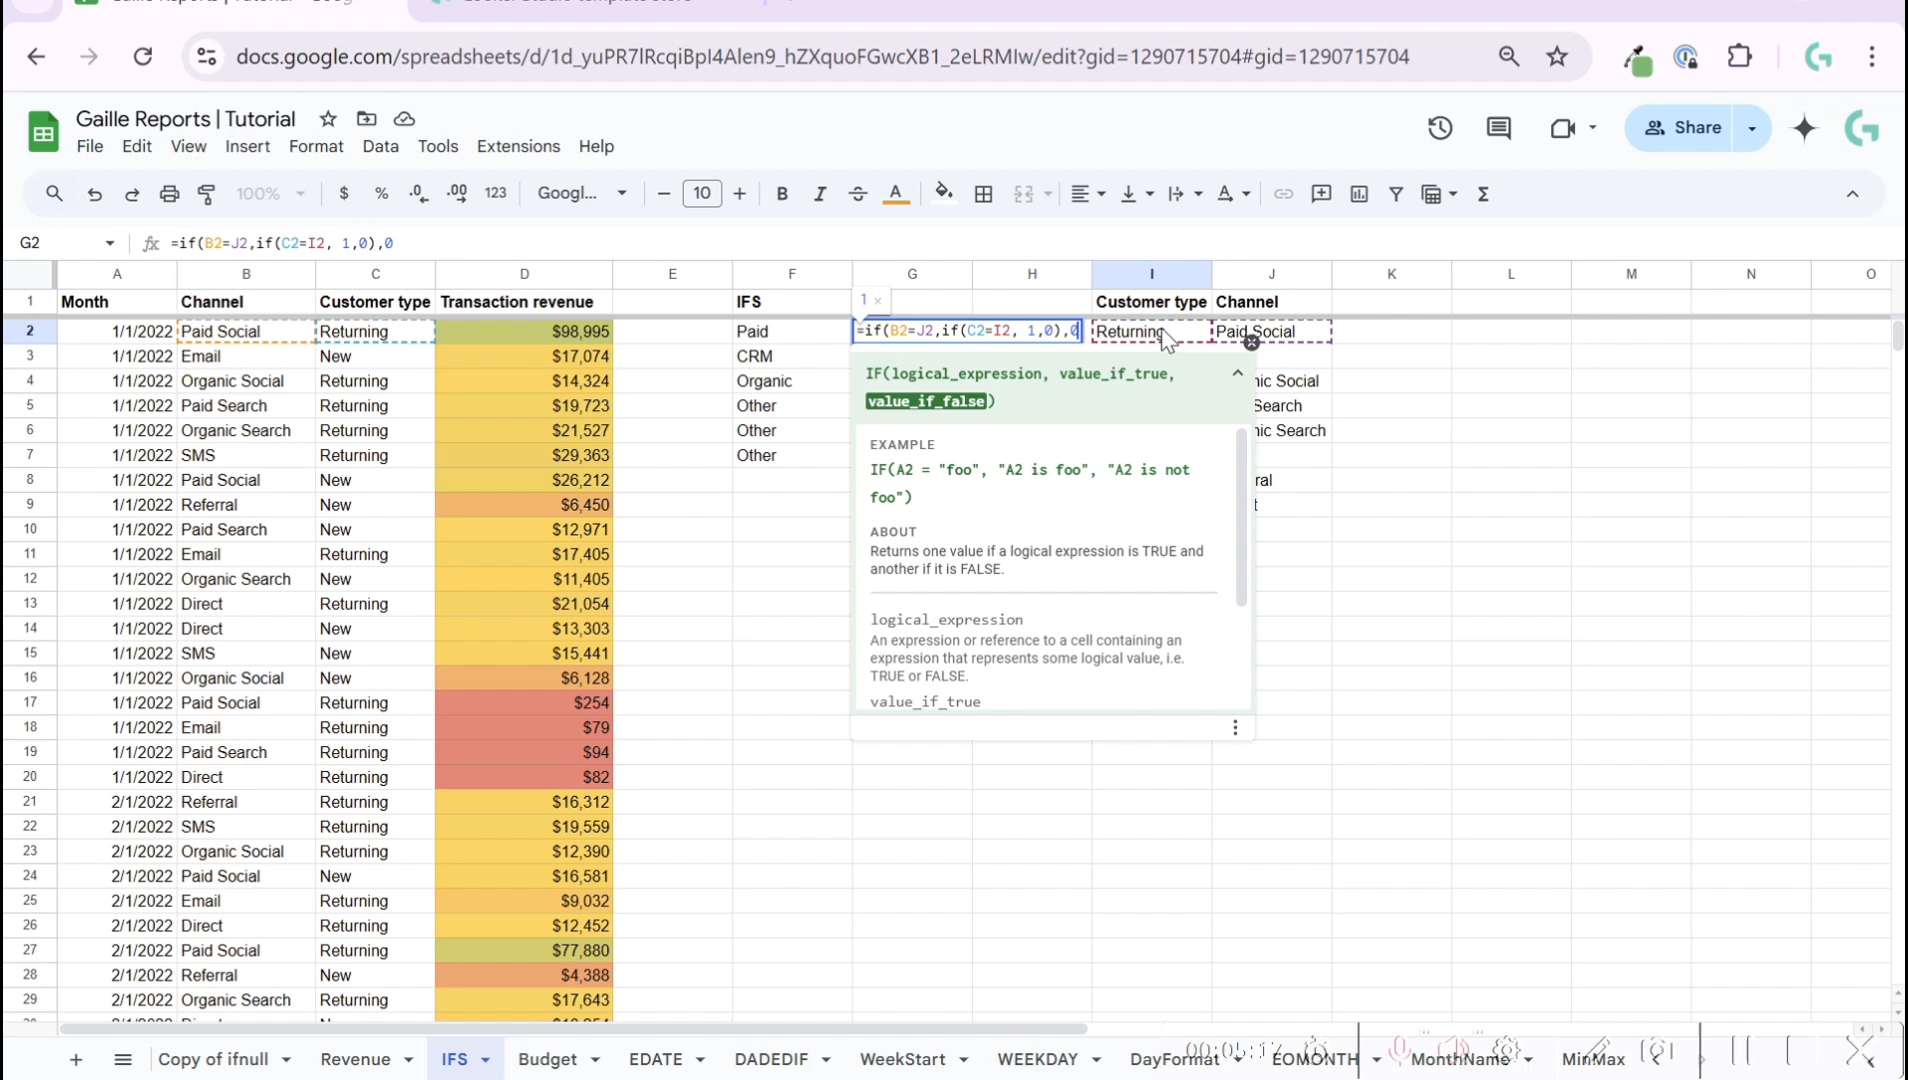 docs.google.com/spreadsheets/d/1d_yuPR7lRcqiBpI4Alen9_hZXquoFGwcXB1_2eLRMIw/edit?gid=1290715704#gid=1290715704
Gaille Reports | Tutorial
File Edit View Insert Format Data Tools Extensions Help
Share
100% $ % .0 .00 123 Googl... 10 B I A Σ
G2 fx =if(B2=J2,if(C2=I2, 1,0),0
A B C D E F G H I J K L M N O
1 Month Channel Customer type Transaction revenue IFS 1 × Customer type Channel
2 1/1/2022 Paid Social Returning $98,995 Paid =if(B2=J2,if(C2=I2, 1,0),0 Returning Paid Social
3 1/1/2022 Email New $17,074 CRM
4 1/1/2022 Organic Social Returning $14,324 Organic IF(logical_expression, value_if_true, nic Social
5 1/1/2022 Paid Search Returning $19,723 Other value_if_false) Search
6 1/1/2022 Organic Search Returning $21,527 Other EXAMPLE nic Search
7 1/1/2022 SMS Returning $29,363 Other IF(A2 = "foo", "A2 is foo", "A2 is not
8 1/1/2022 Paid Social New $26,212 foo") ral
9 1/1/2022 Referral New $6,450 t
10 1/1/2022 Paid Search New $12,971 ABOUT
11 1/1/2022 Email Returning $17,405 Returns one value if a logical expression is TRUE and
12 1/1/2022 Organic Search New $11,405 another if it is FALSE.
13 1/1/2022 Direct Returning $21,054 logical_expression
14 1/1/2022 Direct New $13,303 An expression or reference to a cell containing an
15 1/1/2022 SMS New $15,441 expression that represents some logical value, i.e.
16 1/1/2022 Organic Social New $6,128 TRUE or FALSE.
17 1/1/2022 Paid Social Returning $254 value_if_true
18 1/1/2022 Email Returning $79
19 1/1/2022 Paid Search Returning $94
20 1/1/2022 Direct Returning $82
21 2/1/2022 Referral Returning $16,312
22 2/1/2022 SMS Returning $19,559
23 2/1/2022 Organic Social Returning $12,390
24 2/1/2022 Paid Social New $16,581
25 2/1/2022 Email Returning $9,032
26 2/1/2022 Direct Returning $12,452
27 2/1/2022 Paid Social Returning $77,880
28 2/1/2022 Referral New $4,388
29 2/1/2022 Organic Search Returning $17,643
Copy of ifnull Revenue IFS Budget EDATE DADEDIF WeekStart WEEKDAY DayFormat 00:05:17 EOMONTH MonthName MinMax